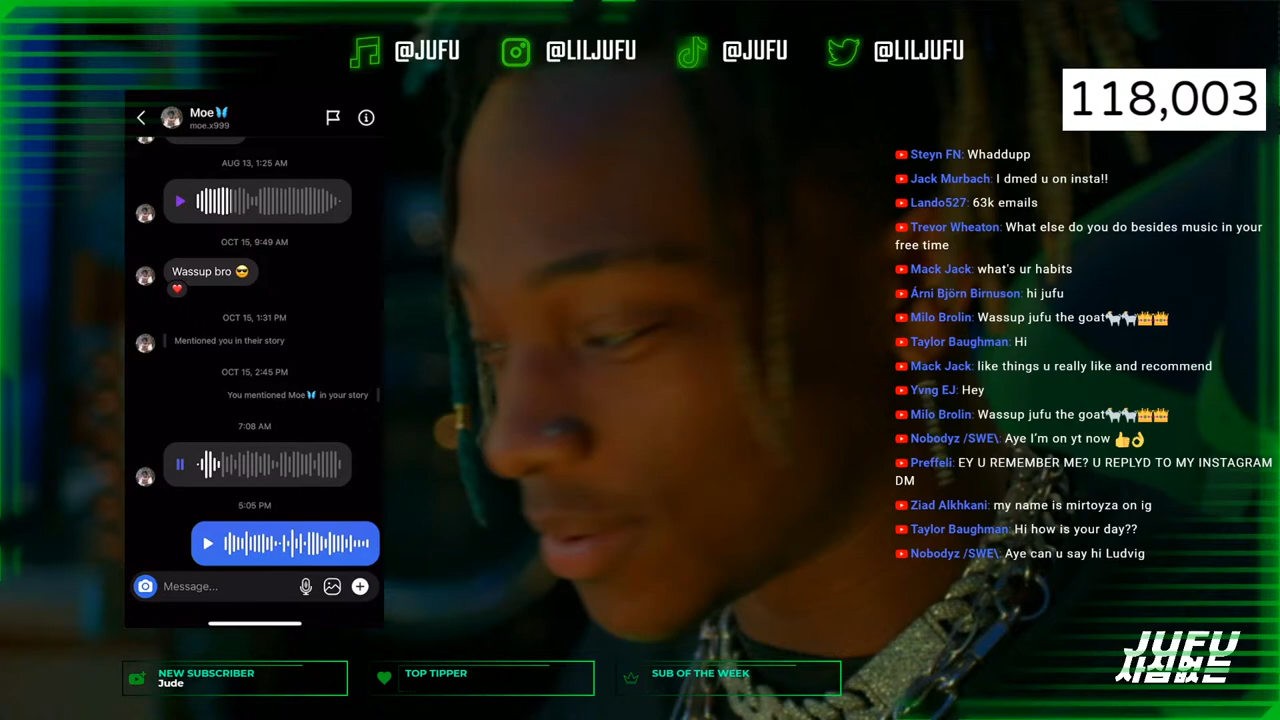 @JUFU
@LILJUFU
@JUFU
@LILJUFU
118,003
Moe🦋
moe.x999
AUG 13, 1:25 AM
OCT 15, 9:49 AM
Wassup bro 😎
❤️
OCT 15, 1:31 PM
Mentioned you in their story
OCT 15, 2:45 PM
You mentioned Moe🦋 in your story
7:08 AM
5:05 PM
Message...
Steyn FN: Whaddupp
Jack Murbach: I dmed u on insta!!
Lando527: 63k emails
Trevor Wheaton: What else do you do besides music in your
free time
Mack Jack: what's ur habits
Árni Björn Birnuson: hi jufu
Milo Brolin: Wassup jufu the goat🐐🐐👑👑
Taylor Baughman: Hi
Mack Jack: like things u really like and recommend
Yvng EJ: Hey
Milo Brolin: Wassup jufu the goat🐐🐐👑👑
Nobodyz /SWE\: Aye I'm on yt now 👍👌
Preffeli: EY U REMEMBER ME? U REPLYD TO MY INSTAGRAM
DM
Ziad Alkhkani: my name is mirtoyza on ig
Taylor Baughman: Hi how is your day??
Nobodyz /SWE\: Aye can u say hi Ludvig
NEW SUBSCRIBER
Jude
TOP TIPPER
SUB OF THE WEEK
JUFU
사심없는